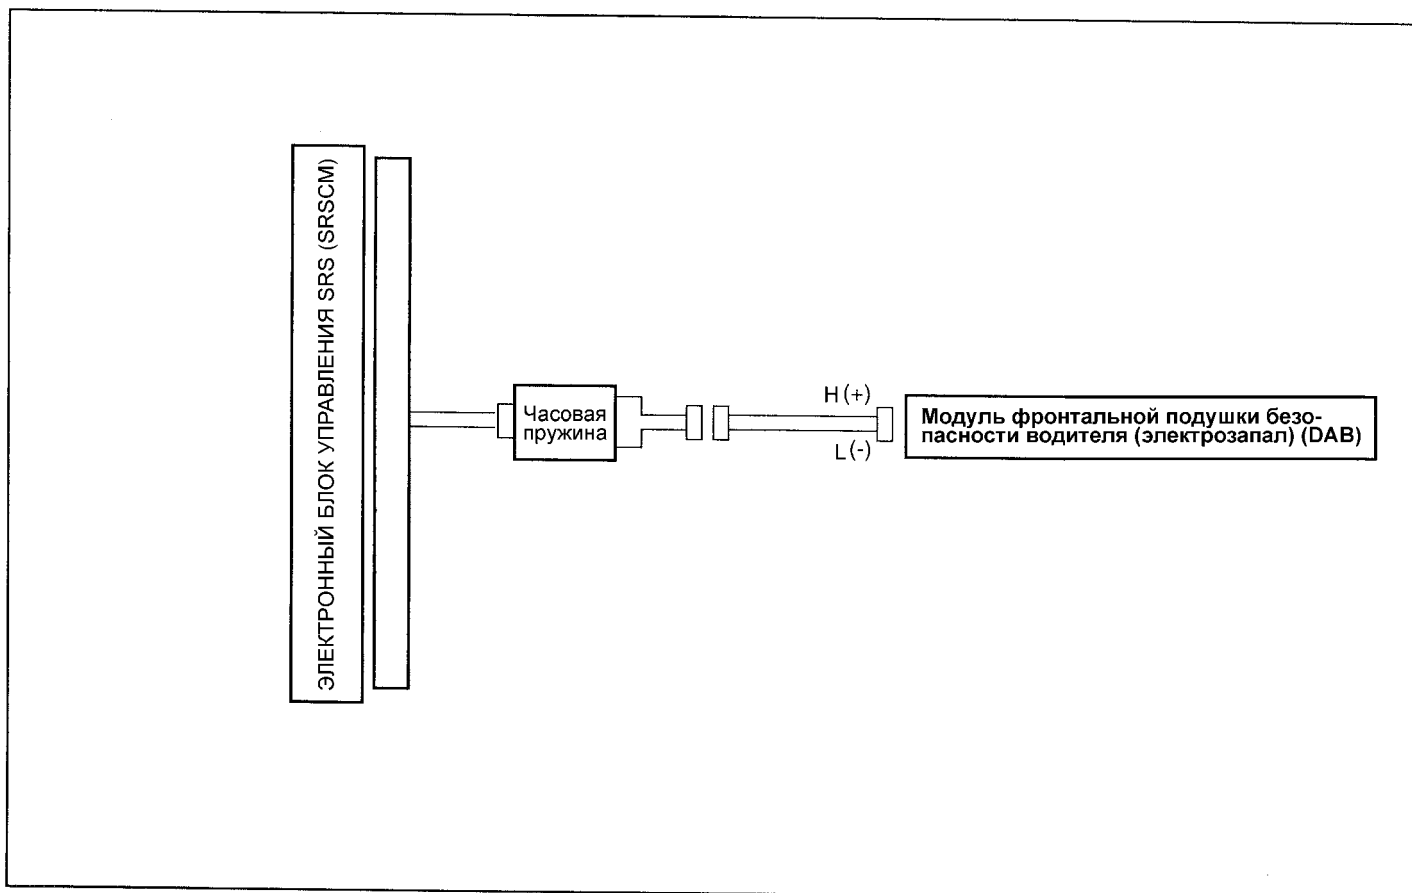 ЭЛЕКТРОННЫЙ БЛОК УПРАВЛЕНИЯ SRS (SRSCM)
Часовая
пружина
H (+)
L (-)
Модуль фронтальной подушки безо-
пасности водителя (электрозапал) (DAB)